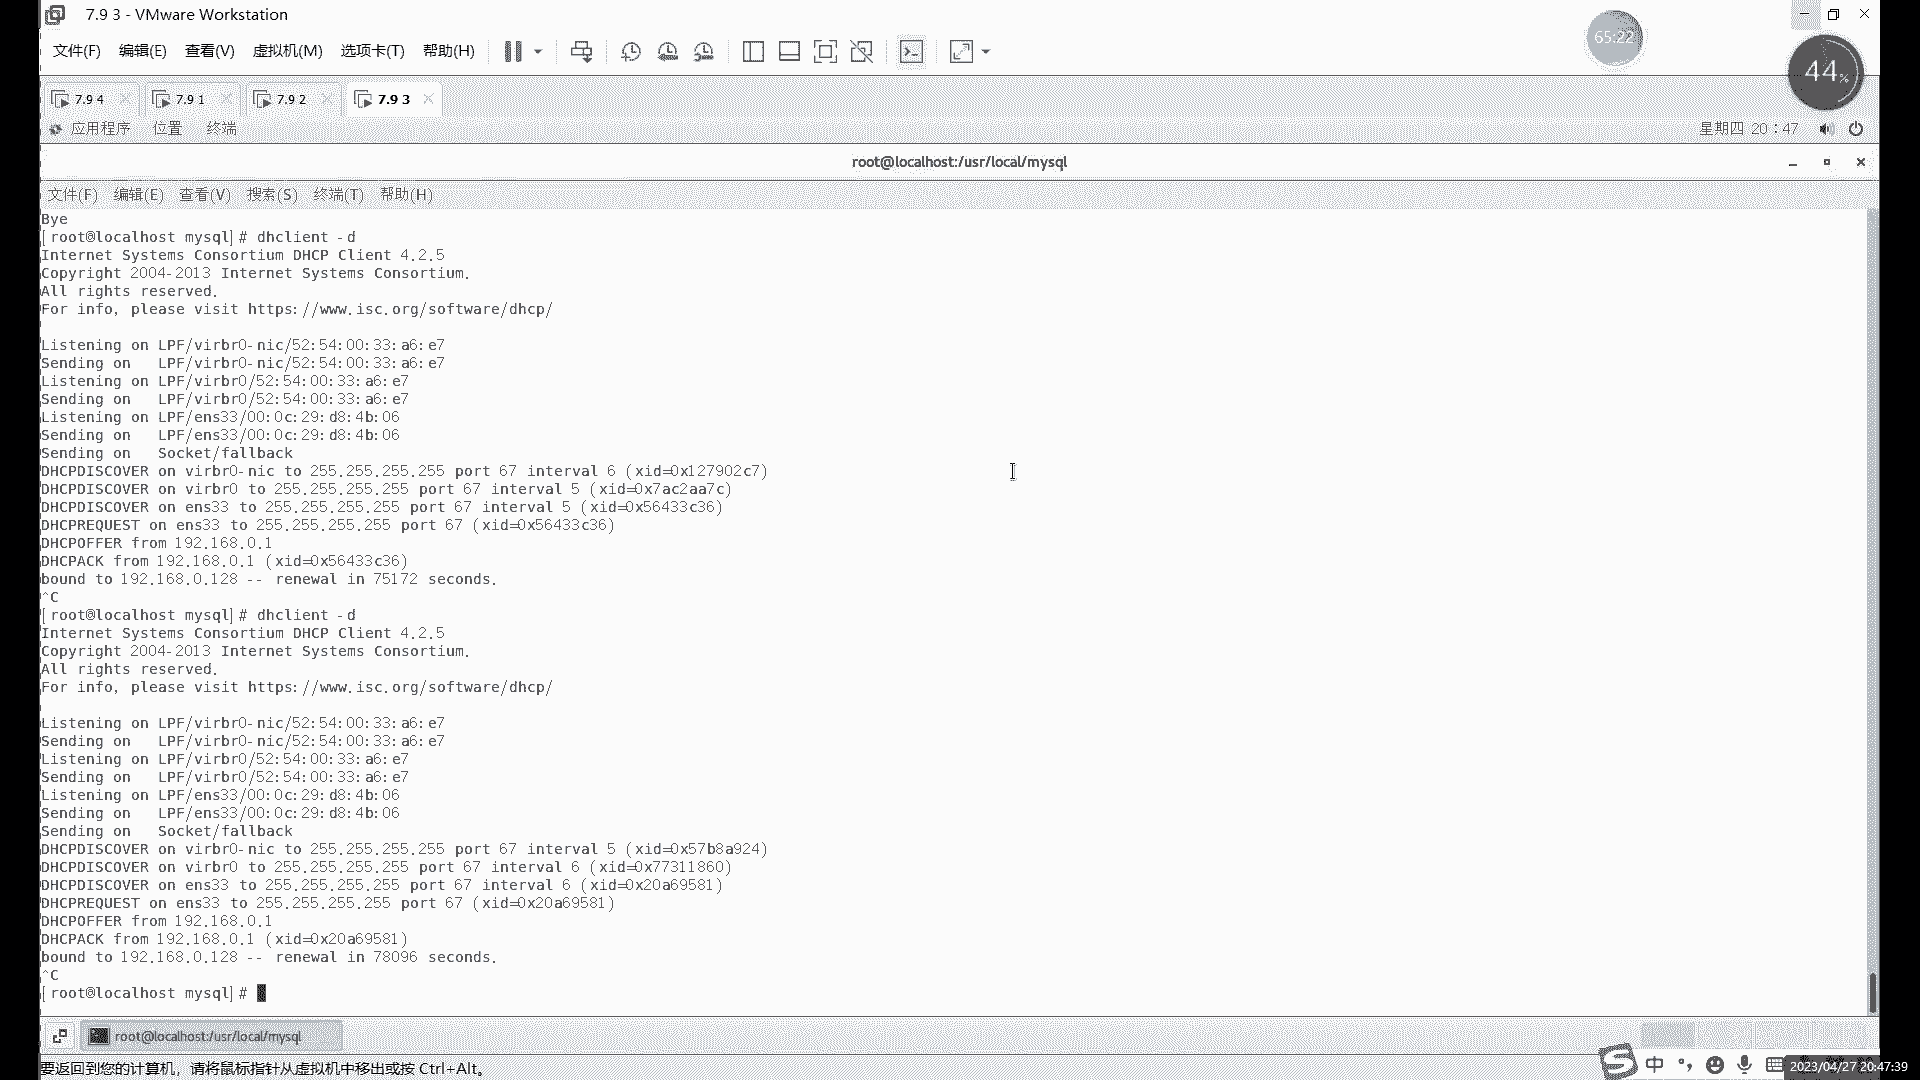 7.9 3 - VMware Workstation
文件(F) 编辑(E) 查看(V) 虚拟机(M) 选项卡(T) 帮助(H)
65:22
44%
7.9 4 7.9 1 7.9 2 7.9 3
应用程序 位置 终端 星期四 20:47
root@localhost:/usr/local/mysql
文件(F) 编辑(E) 查看(V) 搜索(S) 终端(T) 帮助(H)
Bye
[root@localhost mysql]# dhclient -d
Internet Systems Consortium DHCP Client 4.2.5
Copyright 2004-2013 Internet Systems Consortium.
All rights reserved.
For info, please visit https://www.isc.org/software/dhcp/
Listening on LPF/virbr0-nic/52:54:00:33:a6:e7
Sending on   LPF/virbr0-nic/52:54:00:33:a6:e7
Listening on LPF/virbr0/52:54:00:33:a6:e7
Sending on   LPF/virbr0/52:54:00:33:a6:e7
Listening on LPF/ens33/00:0c:29:d8:4b:06
Sending on   LPF/ens33/00:0c:29:d8:4b:06
Sending on   Socket/fallback
DHCPDISCOVER on virbr0-nic to 255.255.255.255 port 67 interval 6 (xid=0x127902c7)
DHCPDISCOVER on virbr0 to 255.255.255.255 port 67 interval 5 (xid=0x7ac2aa7c)
DHCPDISCOVER on ens33 to 255.255.255.255 port 67 interval 5 (xid=0x56433c36)
DHCPREQUEST on ens33 to 255.255.255.255 port 67 (xid=0x56433c36)
DHCPOFFER from 192.168.0.1
DHCPACK from 192.168.0.1 (xid=0x56433c36)
bound to 192.168.0.128 -- renewal in 75172 seconds.
^C
[root@localhost mysql]# dhclient -d
Internet Systems Consortium DHCP Client 4.2.5
Copyright 2004-2013 Internet Systems Consortium.
All rights reserved.
For info, please visit https://www.isc.org/software/dhcp/
Listening on LPF/virbr0-nic/52:54:00:33:a6:e7
Sending on   LPF/virbr0-nic/52:54:00:33:a6:e7
Listening on LPF/virbr0/52:54:00:33:a6:e7
Sending on   LPF/virbr0/52:54:00:33:a6:e7
Listening on LPF/ens33/00:0c:29:d8:4b:06
Sending on   LPF/ens33/00:0c:29:d8:4b:06
Sending on   Socket/fallback
DHCPDISCOVER on virbr0-nic to 255.255.255.255 port 67 interval 5 (xid=0x57b8a924)
DHCPDISCOVER on virbr0 to 255.255.255.255 port 67 interval 6 (xid=0x77311860)
DHCPDISCOVER on ens33 to 255.255.255.255 port 67 interval 6 (xid=0x20a69581)
DHCPREQUEST on ens33 to 255.255.255.255 port 67 (xid=0x20a69581)
DHCPOFFER from 192.168.0.1
DHCPACK from 192.168.0.1 (xid=0x20a69581)
bound to 192.168.0.128 -- renewal in 78096 seconds.
^C
[root@localhost mysql]#
root@localhost:/usr/local/mysql
要返回到您的计算机，请将鼠标指针从虚拟机中移出或按 Ctrl+Alt。
中
2023/04/27 20:47:39